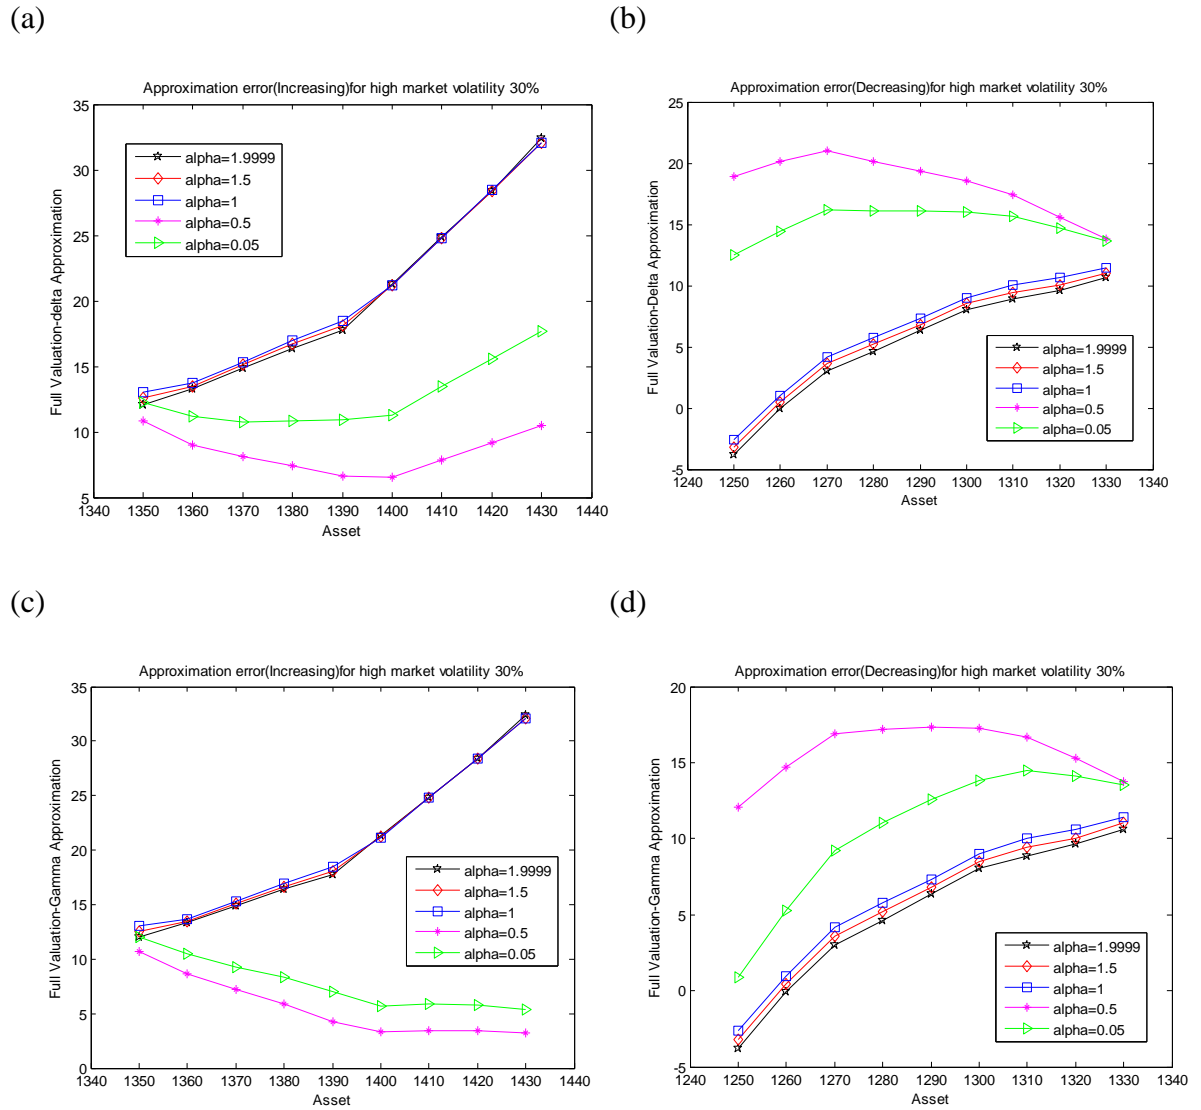 (a)
Approximation error(Increasing)for high market volatility 30%
Full Valuation-delta Approximation
35
30
25
20
15
10
5
alpha=1.9999
alpha=1.5
alpha=1
alpha=0.5
alpha=0.05
1340 1350 1360 1370 1380 1390 1400 1410 1420 1430 1440
Asset
(b)
Approximation error(Decreasing)for high market volatility 30%
Full Valuation-Delta Approximation
25
20
15
10
5
0
-5
alpha=1.9999
alpha=1.5
alpha=1
alpha=0.5
alpha=0.05
1240 1250 1260 1270 1280 1290 1300 1310 1320 1330 1340
Asset
(c)
Approximation error(Increasing)for high market volatility 30%
Full Valuation-Gamma Approximation
35
30
25
20
15
10
5
0
alpha=1.9999
alpha=1.5
alpha=1
alpha=0.5
alpha=0.05
1340 1350 1360 1370 1380 1390 1400 1410 1420 1430 1440
Asset
(d)
Approximation error(Decreasing)for high market volatility 30%
Full Valuation-Gamma Approximation
20
15
10
5
0
-5
alpha=1.9999
alpha=1.5
alpha=1
alpha=0.5
alpha=0.05
1240 1250 1260 1270 1280 1290 1300 1310 1320 1330 1340
Asset